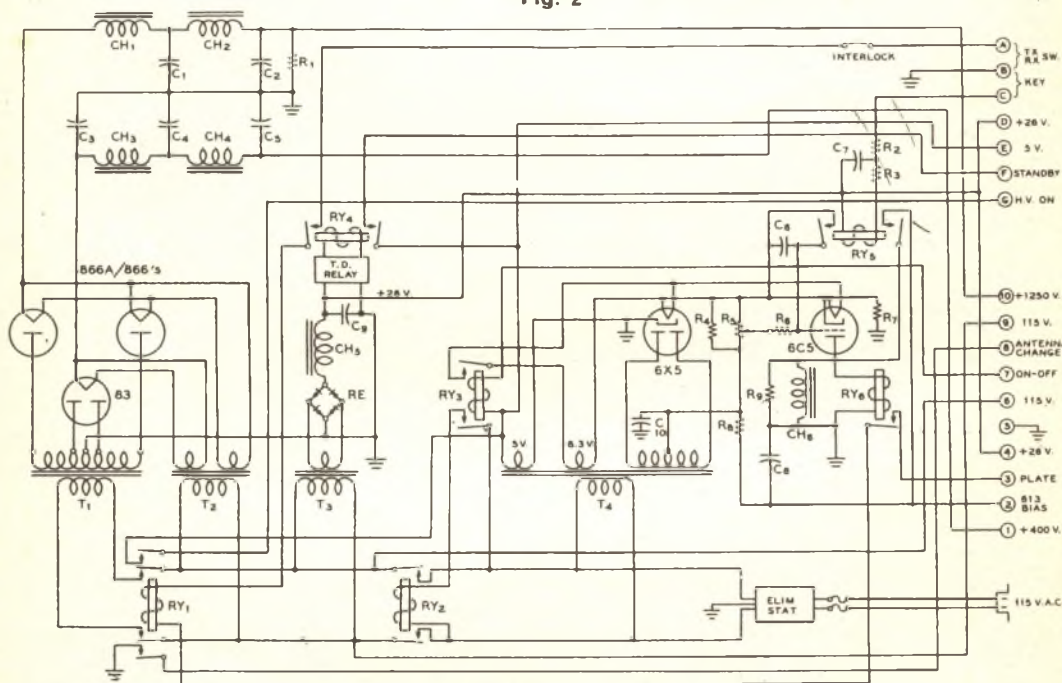 Fig. 2
CH1
CH2
C1
C2
R1
C3
CH3
C4
CH4
C5
INTERLOCK
A
B
C
TX
RX SW.
KEY
D +28 V.
E 5 V.
F STANDBY
G H.V. ON
C7
R2
R3
RY4
T.D.
RELAY
+28 V.
C9
CH5
RE
C6
RY5
866A/866'S
83
RY3
6X5
R4
R5
R6
6C5
R7
R9
CH6
RY6
C8
R8
C
10
5V
6.3V
T1
T2
T3
T4
RY1
RY2
ELIM
STAT
10 +1250 V.
9 115 V.
8 ANTENNA
CHANGE
7 ON-OFF
6 115 V.
5
4 +28 V.
3 PLATE
2 813
BIAS
1 +400 V.
115 V.A.C